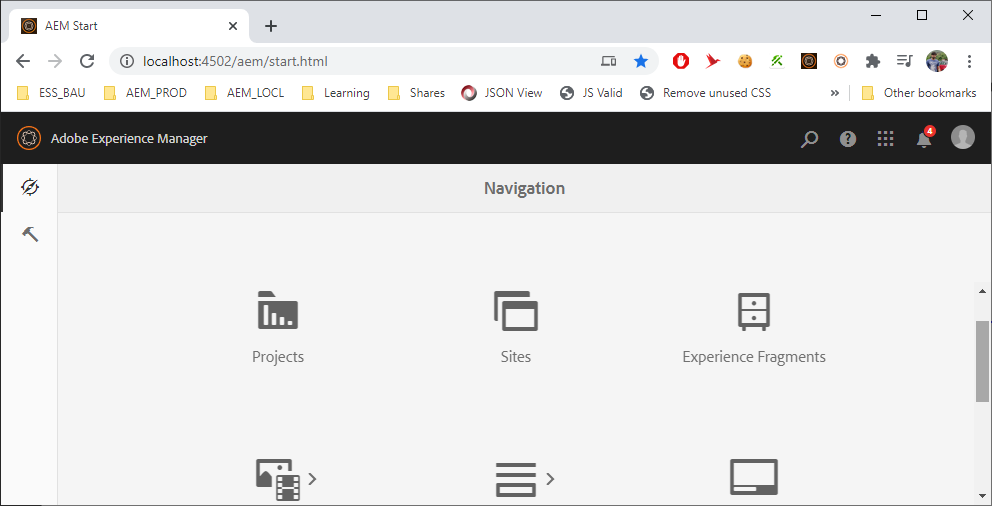 AEM Start
localhost:4502/aem/start.html
ESS_BAU AEM_PROD AEM_LOCL Learning Shares JSON View JS Valid Remove unused CSS » Other bookmarks
Adobe Experience Manager
4
Navigation
Projects Sites Experience Fragments